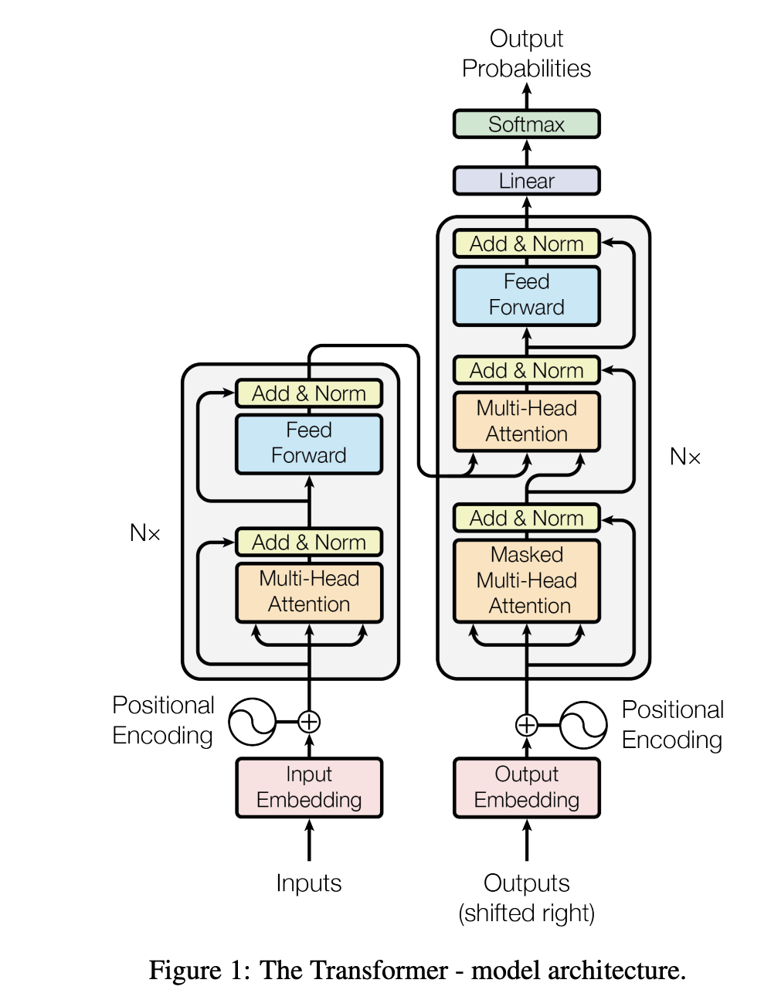 Output
Probabilities
Softmax
Linear
Add & Norm
Feed
Forward
Add & Norm
Multi-Head
Attention
Add & Norm
Masked
Multi-Head
Attention
N×
Add & Norm
Feed
Forward
Add & Norm
Multi-Head
Attention
N×
Positional
Encoding
Positional
Encoding
Input
Embedding
Output
Embedding
Inputs
Outputs
(shifted right)
Figure 1: The Transformer - model architecture.